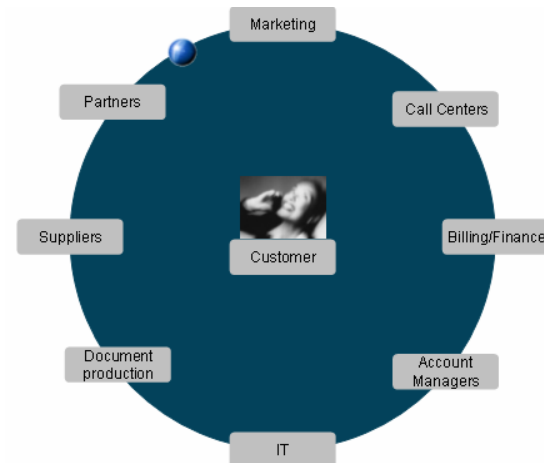 Marketing
Partners
Call Centers
Suppliers
Customer
Billing/Finance
Document
production
Account
Managers
IT